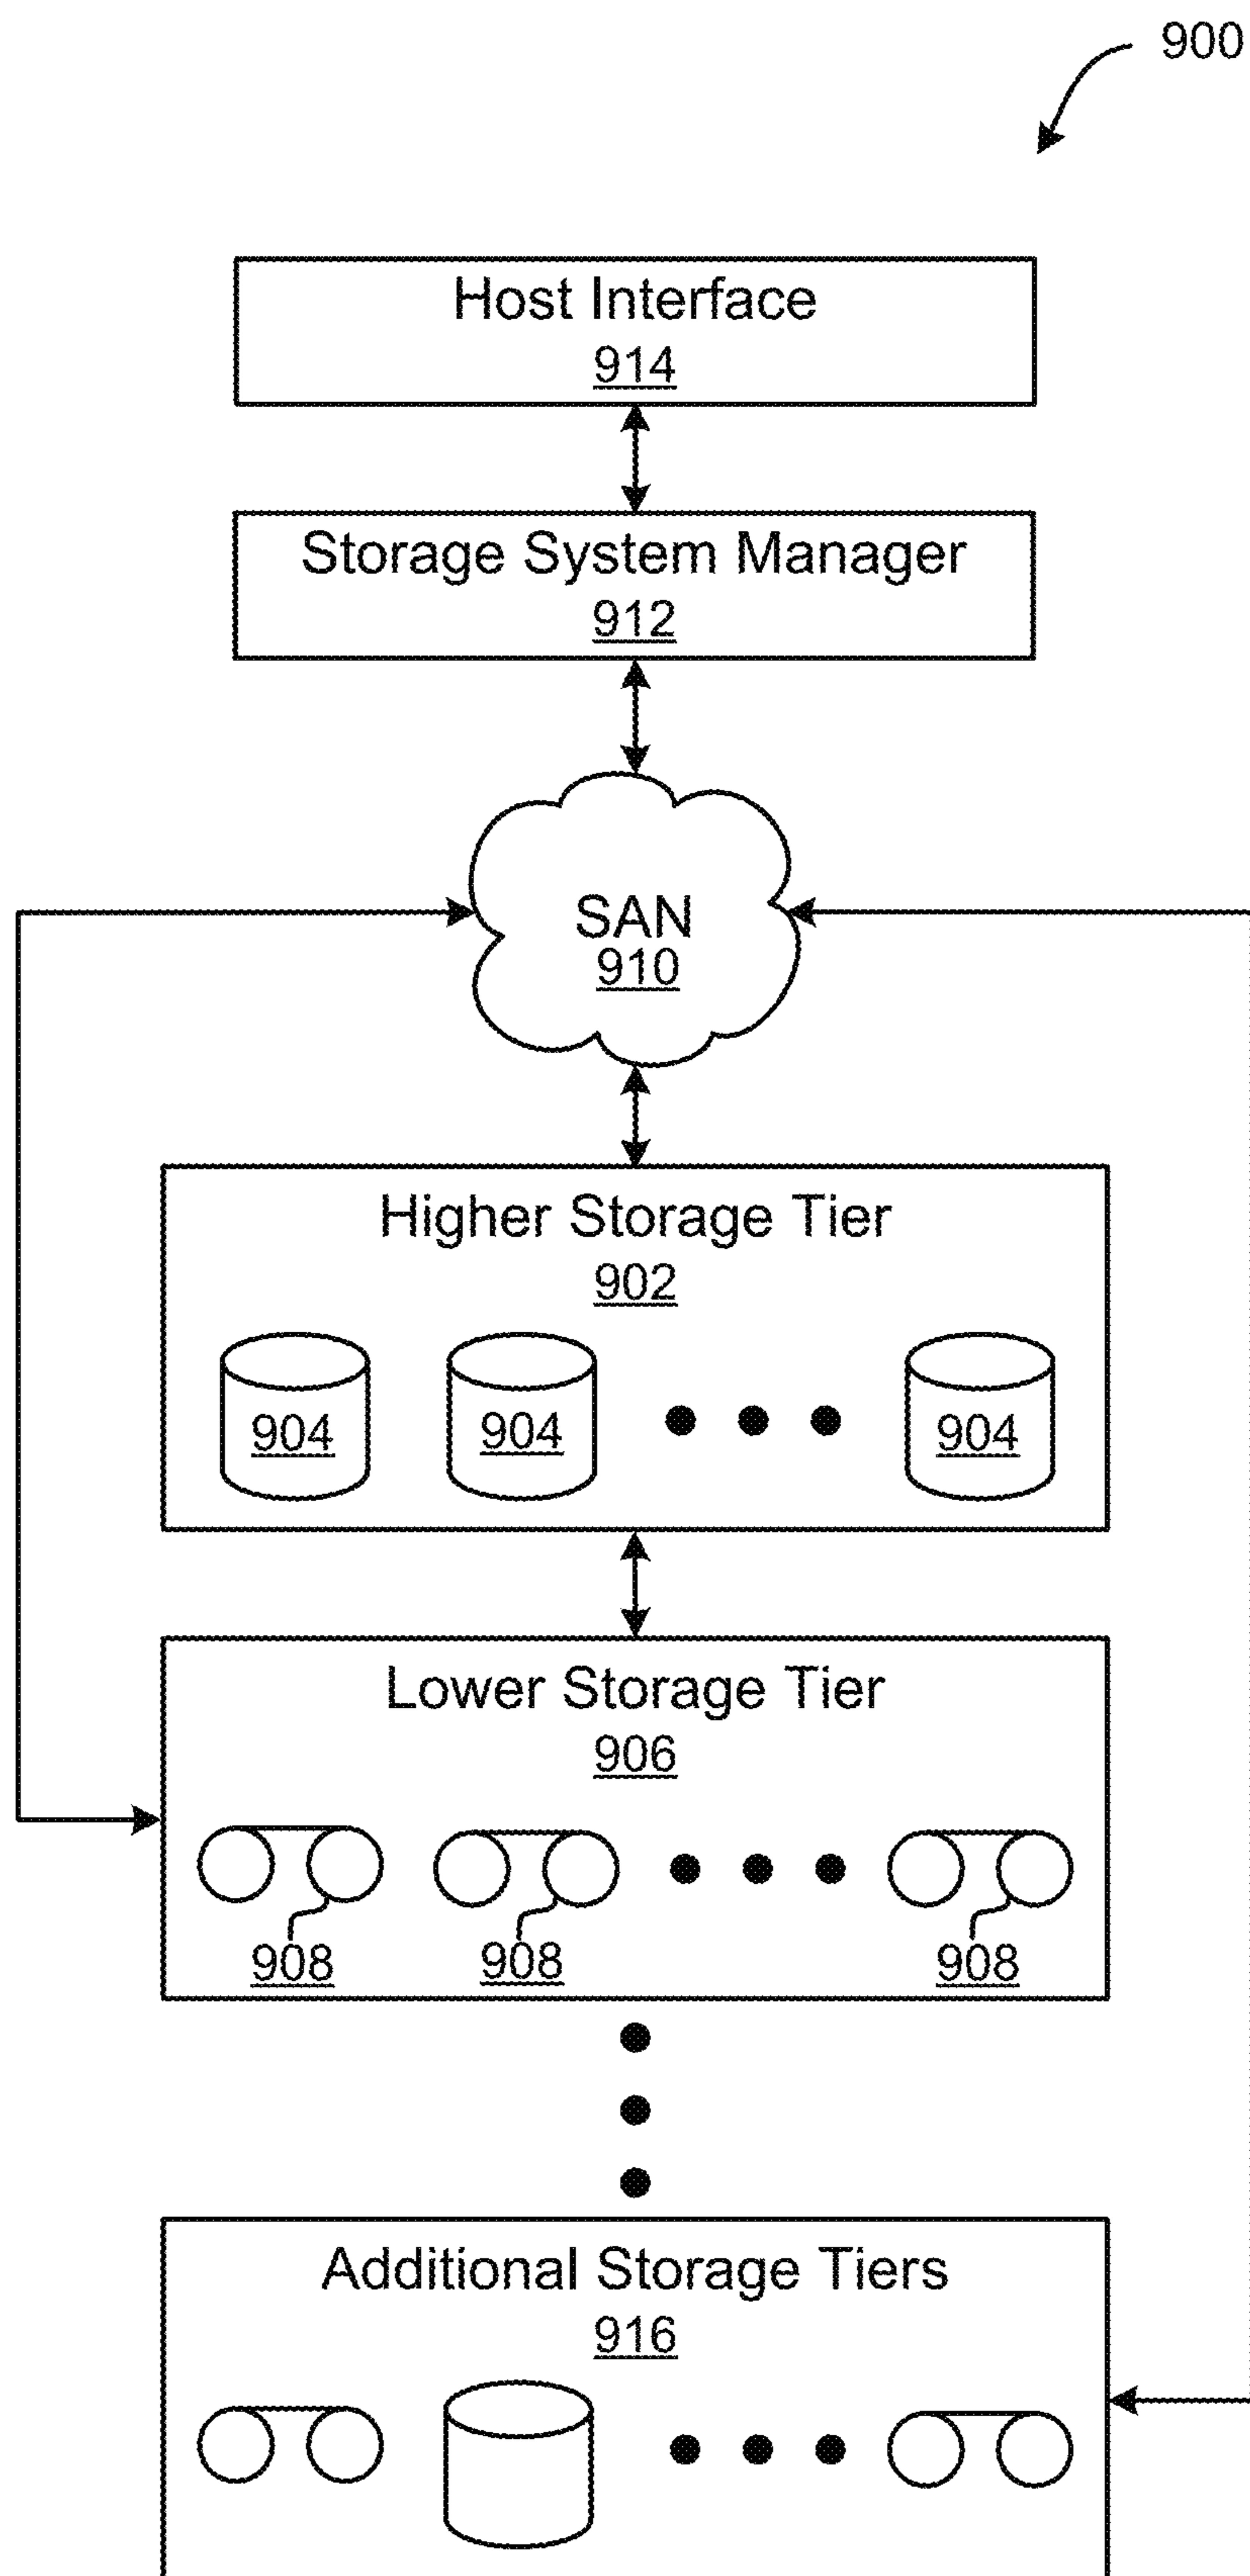 900
Host Interface
914
Storage System Manager
912
SAN
910
Higher Storage Tier
902
904 904 904
Lower Storage Tier
906
908 908 908
Additional Storage Tiers
916